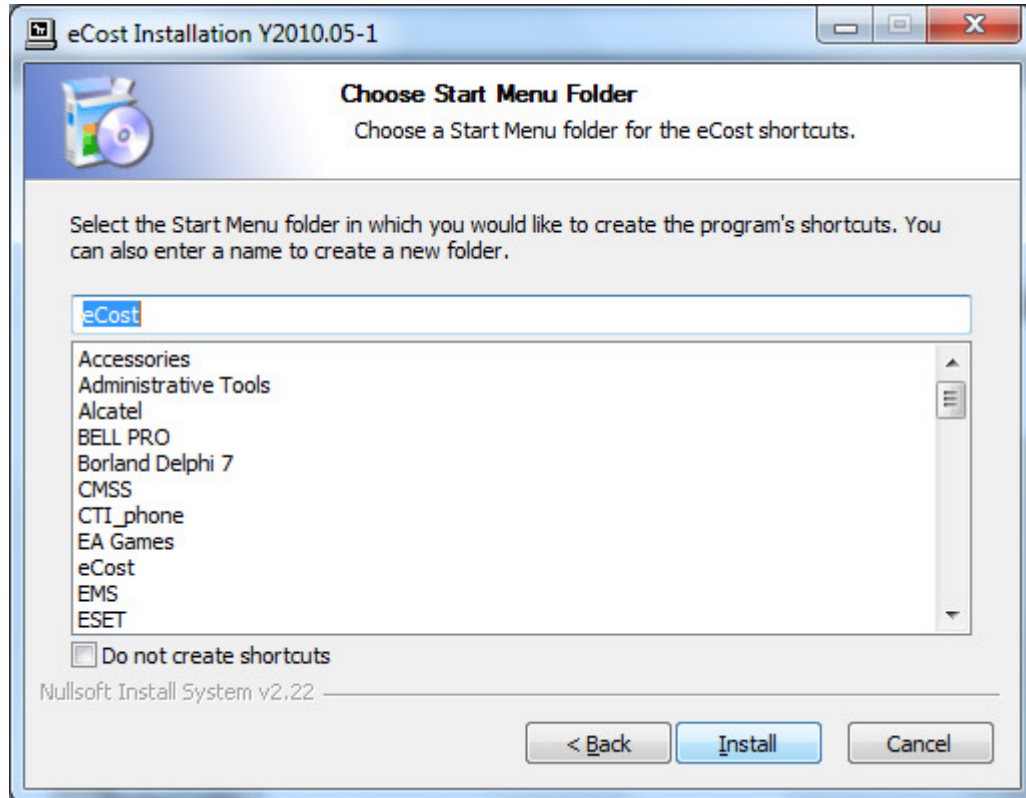 eCost Installation Y2010.05-1
Choose Start Menu Folder
Choose a Start Menu folder for the eCost shortcuts.
Select the Start Menu folder in which you would like to create the program's shortcuts. You
can also enter a name to create a new folder.
eCost
Accessories
Administrative Tools
Alcatel
BELL PRO
Borland Delphi 7
CMSS
CTI_phone
EA Games
eCost
EMS
ESET
Do not create shortcuts
Nullsoft Install System v2.22
< Back Install Cancel